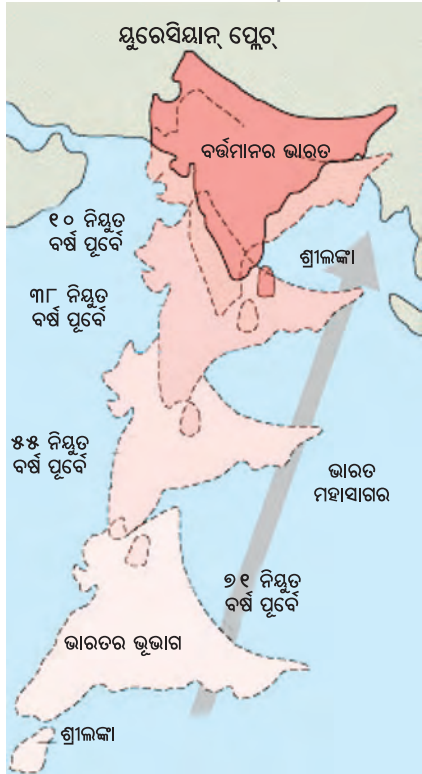 ୟୁରେସିୟାନ୍ ପ୍ଲେଟ୍
ବର୍ତ୍ତମାନର ଭାରତ
୧୦ ନିୟୁତ
ବର୍ଷ ପୂର୍ବେ
ଶ୍ରୀଲଙ୍କା
୩୮ ନିୟୁତ
ବର୍ଷ ପୂର୍ବେ
୫୫ ନିୟୁତ
ବର୍ଷ ପୂର୍ବେ
ଭାରତ
ମହାସାଗର
୭୧ ନିୟୁତ
ବର୍ଷ ପୂର୍ବେ
ଭାରତର ଭୂଭାଗ
ଶ୍ରୀଲଙ୍କା